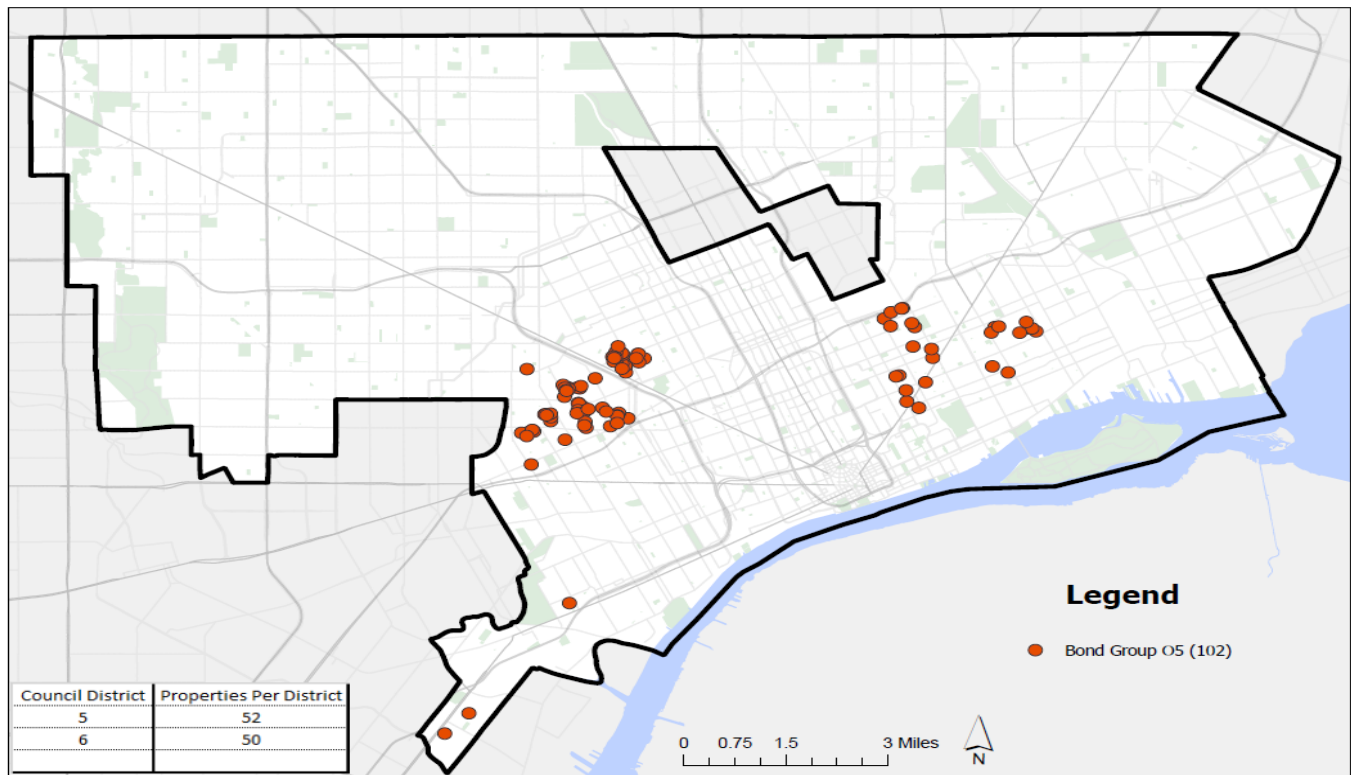 Legend
Bond Group O5 (102)
Council District Properties Per District
5 52
6 50
0 0.75 1.5 3 Miles
N